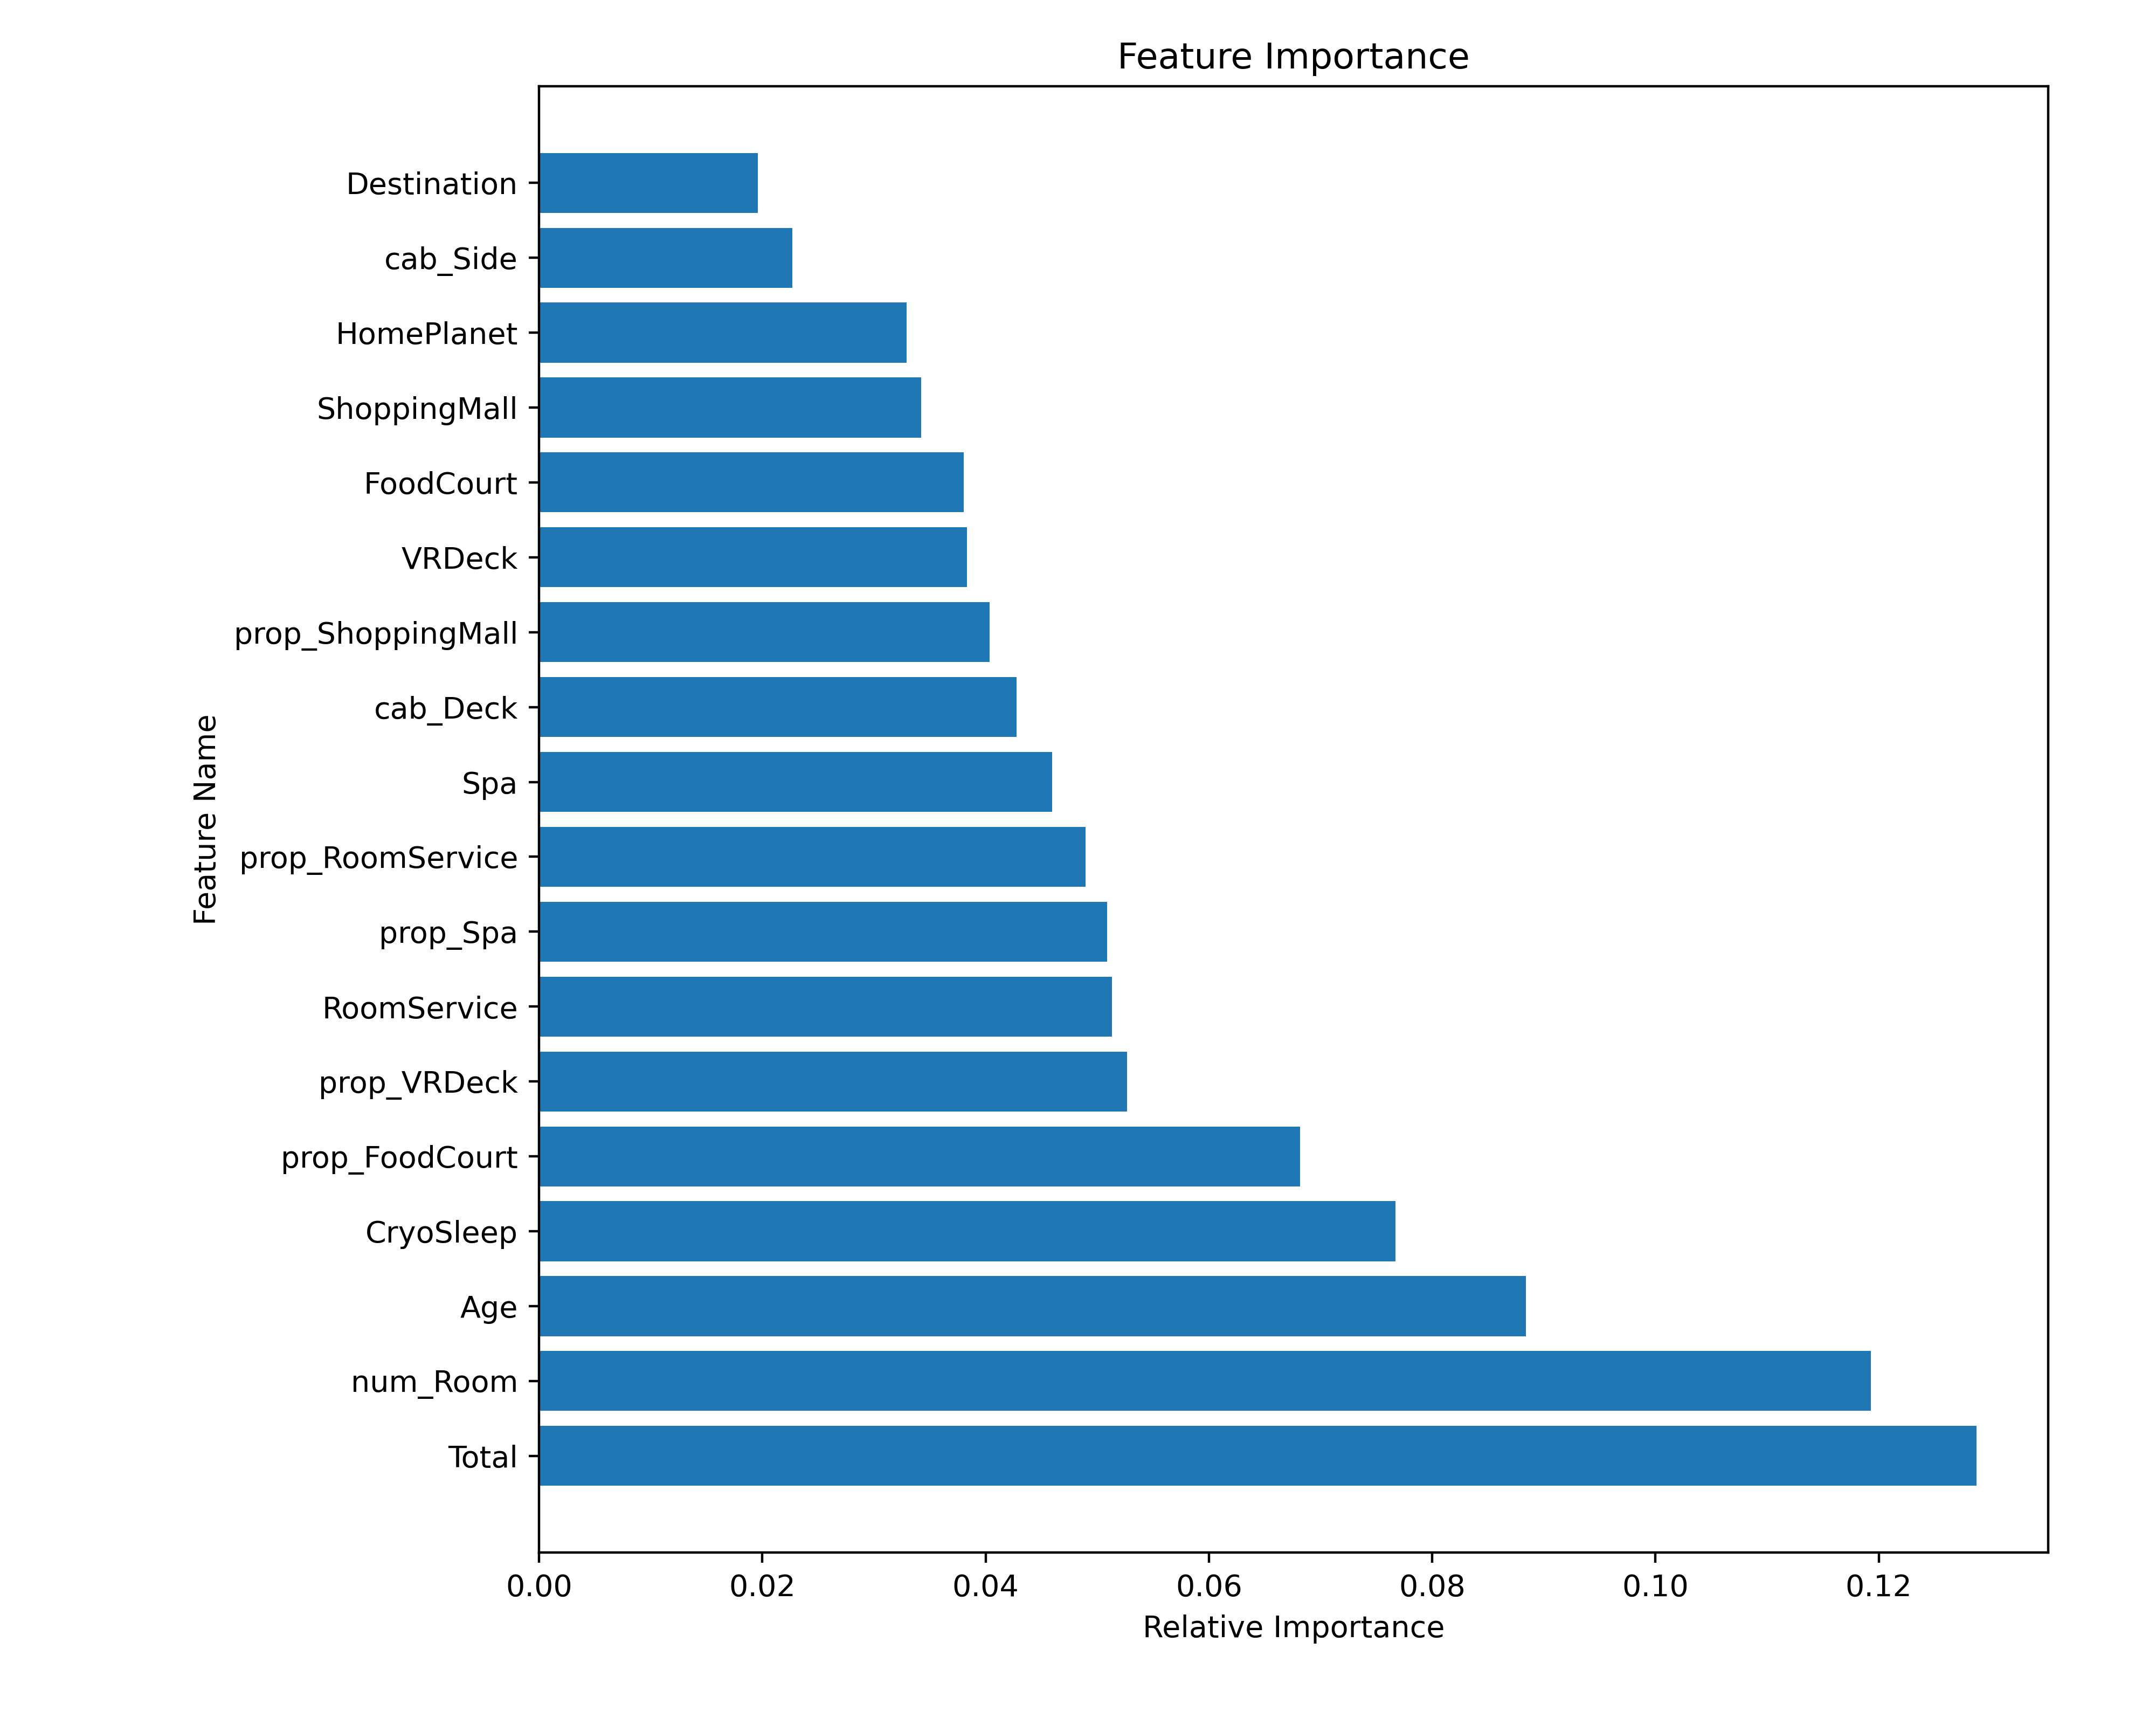 Feature Importance
Feature Name
Destination
cab_Side
HomePlanet
ShoppingMall
FoodCourt
VRDeck
prop_ShoppingMall
cab_Deck
Spa
prop_RoomService
prop_Spa
RoomService
prop_VRDeck
prop_FoodCourt
CryoSleep
Age
num_Room
Total
0.00 0.02 0.04 0.06 0.08 0.10 0.12
Relative Importance